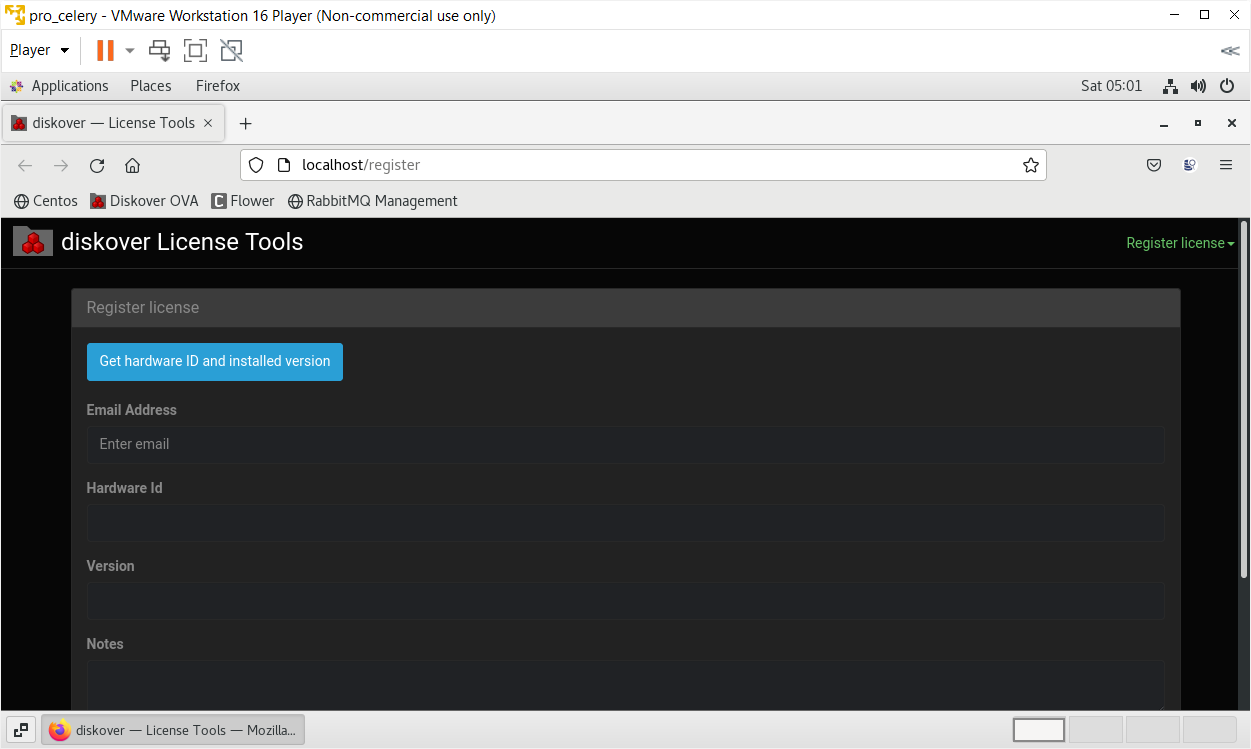 pro_celery - VMware Workstation 16 Player (Non-commercial use only)
Player
Applications Places Firefox Sat 05:01
diskover — License Tools
localhost/register
Centos Diskover OVA C Flower RabbitMQ Management
diskover License Tools Register license
Register license
Get hardware ID and installed version
Email Address
Enter email
Hardware Id
Version
Notes
diskover — License Tools — Mozilla...